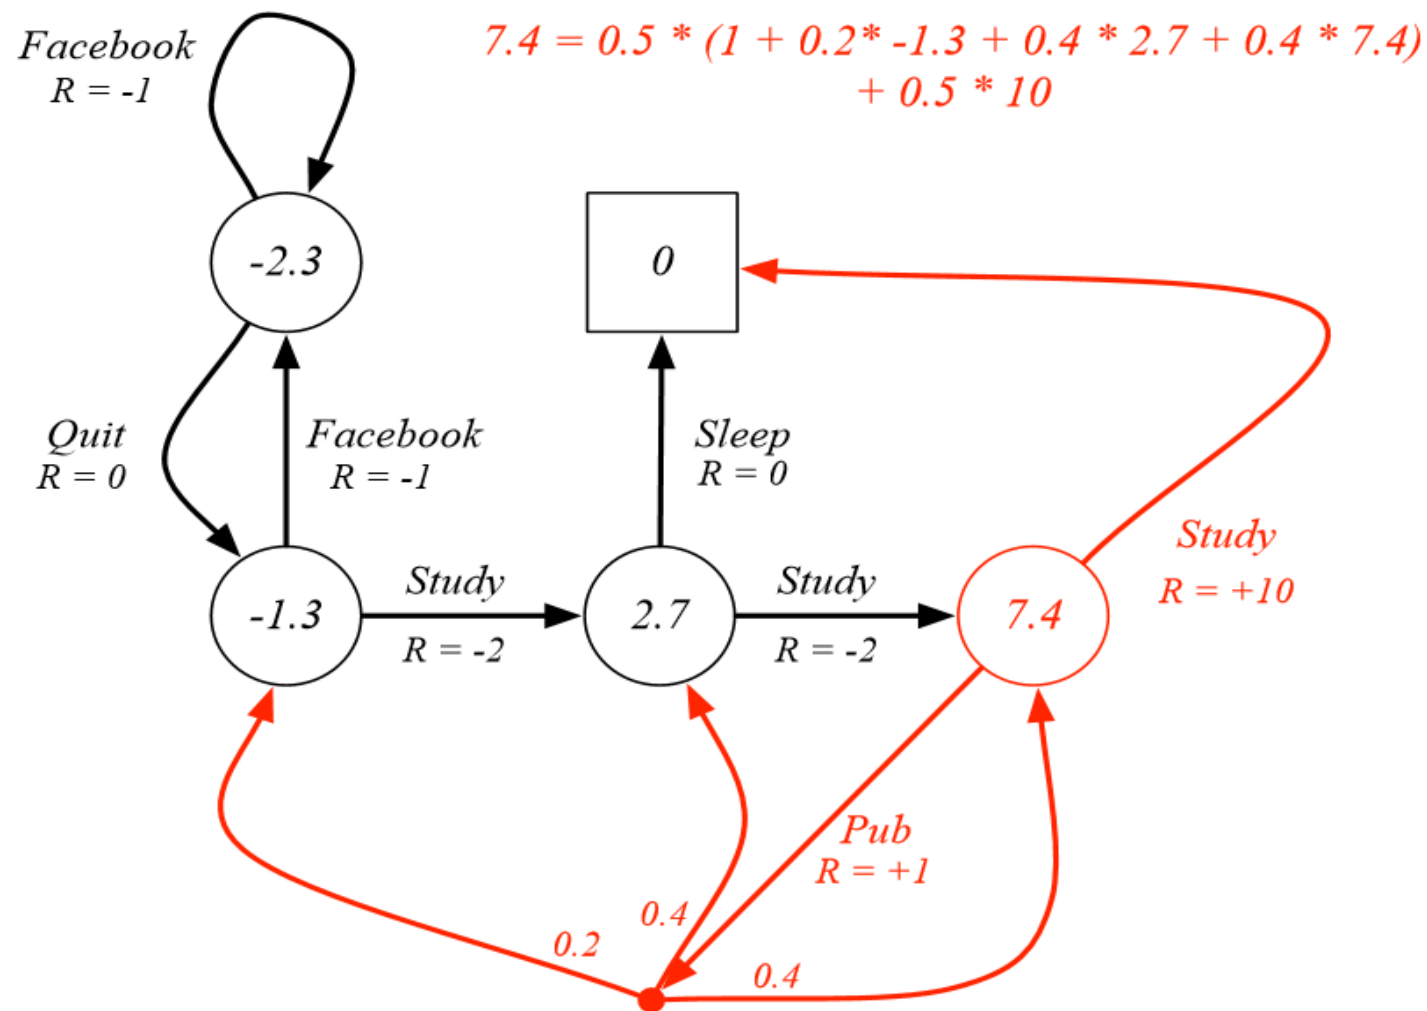 Facebook
R = -1
7.4 = 0.5 * (1 + 0.2* -1.3 + 0.4 * 2.7 + 0.4 * 7.4)
+ 0.5 * 10
-2.3
0
Quit
R = 0
Facebook
R = -1
Sleep
R = 0
Study
R = +10
-1.3
Study
R = -2
2.7
Study
R = -2
7.4
Pub
R = +1
0.2
0.4
0.4